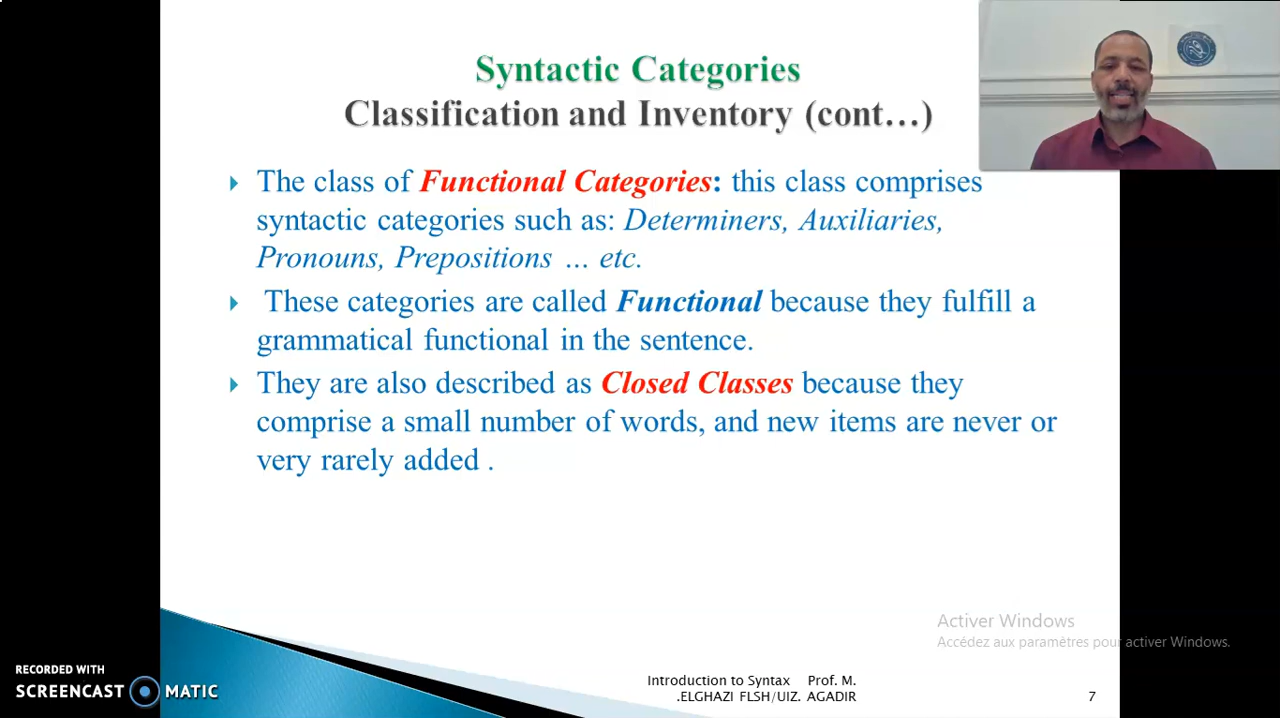 Syntactic Categories
Classification and Inventory (cont…)
The class of Functional Categories: this class comprises
syntactic categories such as: Determiners, Auxiliaries,
Pronouns, Prepositions … etc.
These categories are called Functional because they fulfill a
grammatical functional in the sentence.
They are also described as Closed Classes because they
comprise a small number of words, and new items are never or
very rarely added .
Activer Windows
Accédez aux paramètres pour activer Windows.
RECORDED WITH
SCREENCAST MATIC
Introduction to Syntax Prof. M.
.ELGHAZI FLSH/UIZ. AGADIR
7